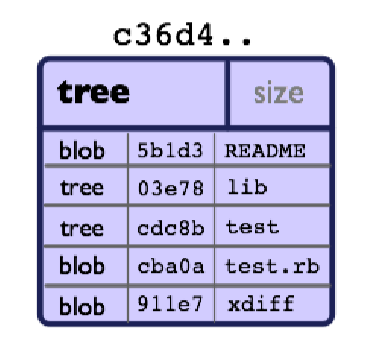 c36d4..
tree size
blob 5b1d3 README
tree 03e78 lib
tree cdc8b test
blob cba0a test.rb
blob 911e7 xdiff